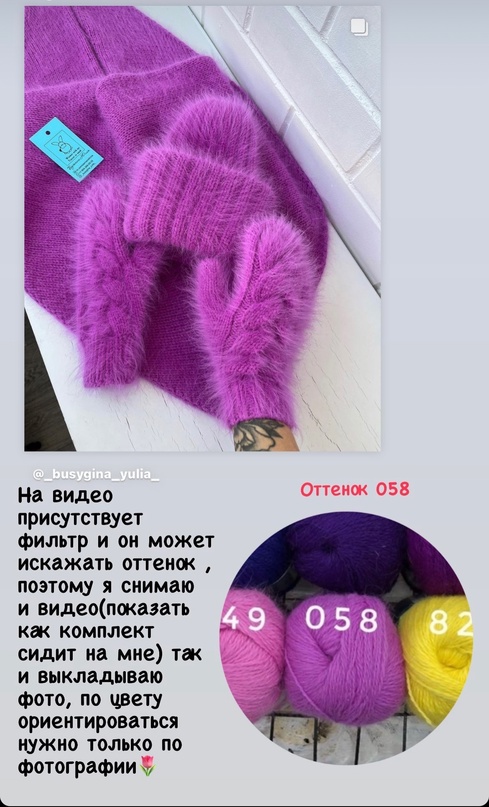 @_busygina_yulia_
На видео
присутствует
фильтр и он может
искажать оттенок ,
поэтому я снимаю
и видео(показать
как комплект
сидит на мне) так
и выкладываю
фото, по цвету
ориентироваться
нужно только по
фотографии🌷
Оттенок 058
49 058 82